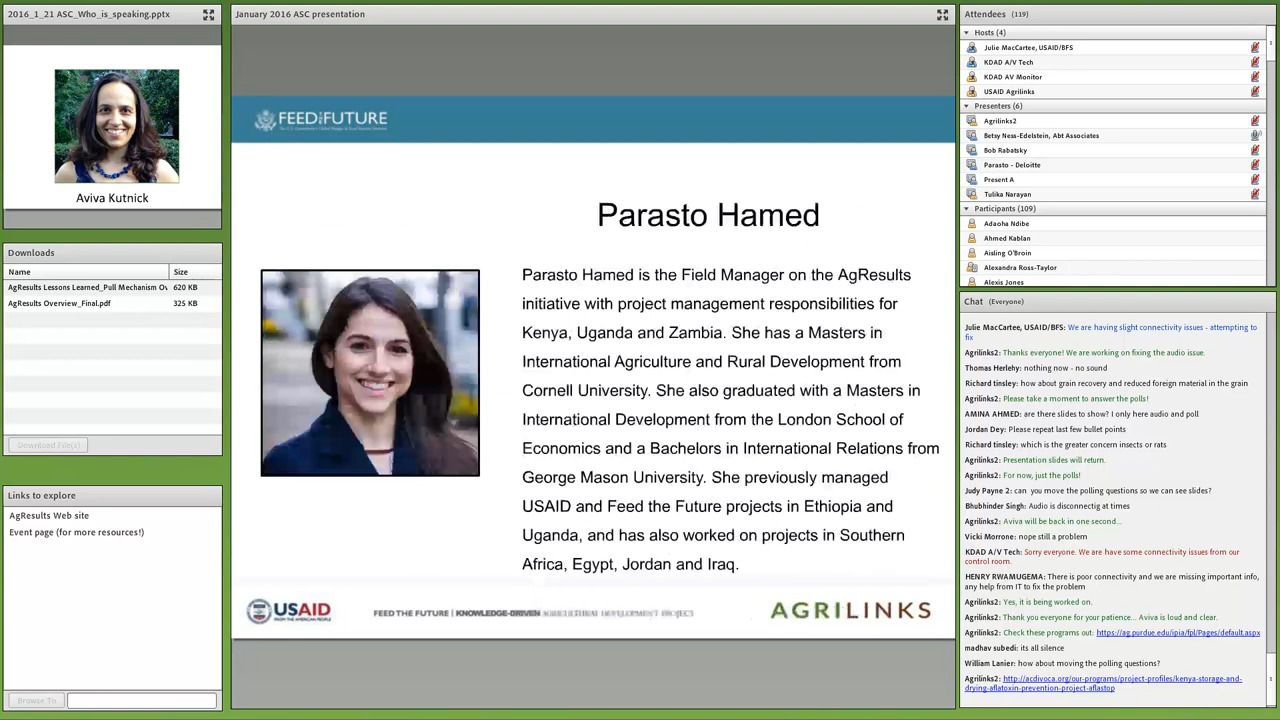 2016_1_21 ASC_Who_is_speaking.pptx
Aviva Kutnick
Downloads
Name Size
AgResults Lessons Learned_Pull Mechanism Ov 620 KB
AgResults Overview_Final.pdf 325 KB
Download File(s)
Links to explore
AgResults Web site
Event page (for more resources!)
Browse To
January 2016 ASC presentation
FEED THE FUTURE
Parasto Hamed
Parasto Hamed is the Field Manager on the AgResults
initiative with project management responsibilities for
Kenya, Uganda and Zambia. She has a Masters in
International Agriculture and Rural Development from
Cornell University. She also graduated with a Masters in
International Development from the London School of
Economics and a Bachelors in International Relations from
George Mason University. She previously managed
USAID and Feed the Future projects in Ethiopia and
Uganda, and has also worked on projects in Southern
Africa, Egypt, Jordan and Iraq.
USAID
FROM THE AMERICAN PEOPLE
FEED THE FUTURE | KNOWLEDGE-DRIVEN AGRICULTURAL DEVELOPMENT PROJECT
AGRILINKS
Attendees (119)
Hosts (4)
Julie MacCartee, USAID/BFS
KDAD A/V Tech
KDAD AV Monitor
USAID Agrilinks
Presenters (6)
Agrilinks2
Betsy Ness-Edelstein, Abt Associates
Bob Rabatsky
Parasto - Deloitte
Present A
Tulika Narayan
Participants (109)
Adaoha Ndibe
Ahmed Kablan
Aisling O'Broin
Alexandra Ross-Taylor
Alexis Jones
Chat (Everyone)
Julie MacCartee, USAID/BFS: We are having slight connectivity issues - attempting to
fix
Agrilinks2: Thanks everyone! We are working on fixing the audio issue.
Thomas Herlehy: nothing now - no sound
Richard tinsley: how about grain recovery and reduced foreign material in the grain
Agrilinks2: Please take a moment to answer the polls!
AMINA AHMED: are there slides to show? I only here audio and poll
Jordan Dey: Please repeat last few bullet points
Richard tinsley: which is the greater concern insects or rats
Agrilinks2: Presentation slides will return.
Agrilinks2: For now, just the polls!
Judy Payne 2: can you move the polling questions so we can see slides?
Bhubhinder Singh: Audio is disconnectig at times
Agrilinks2: Aviva will be back in one second...
Vicki Morrone: nope still a problem
KDAD A/V Tech: Sorry everyone. We are have some connectivity issues from our
control room.
HENRY RWAMUGEMA: There is poor connectivity and we are missing important info,
any help from IT to fix the problem
Agrilinks2: Yes, it is being worked on.
Agrilinks2: Thank you everyone for your patience... Aviva is loud and clear.
Agrilinks2: Check these programs out: https://ag.purdue.edu/ipia/fpl/Pages/default.aspx
madhav subedi: its all silence
William Lanier: how about moving the polling questions?
Agrilinks2: http://acdivoca.org/our-programs/project-profiles/kenya-storage-and-
drying-aflatoxin-prevention-project-aflastop